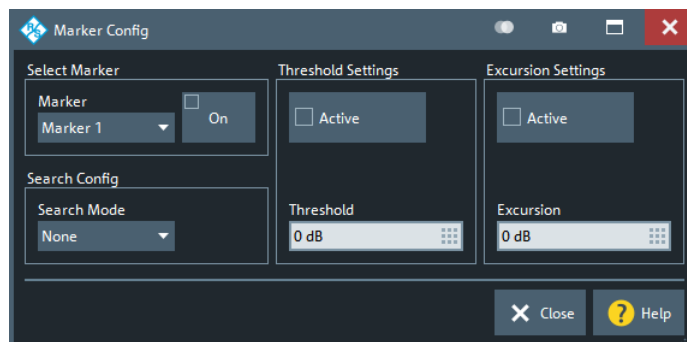 Marker Config
Select Marker
Marker
Marker 1
On
Search Config
Search Mode
None
Threshold Settings
Active
Threshold
0 dB
Excursion Settings
Active
Excursion
0 dB
Close
? Help